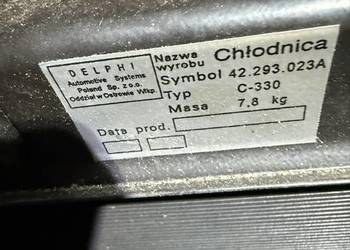 DELPHI
Automotive Systems
Poland Sp. z o.o.
Oddział w Ostrowie Wlkp.
Nazwa wyrobu Chłodnica
Symbol 42.293.023A
Typ C-330
Masa 7,8 kg
Data prod.